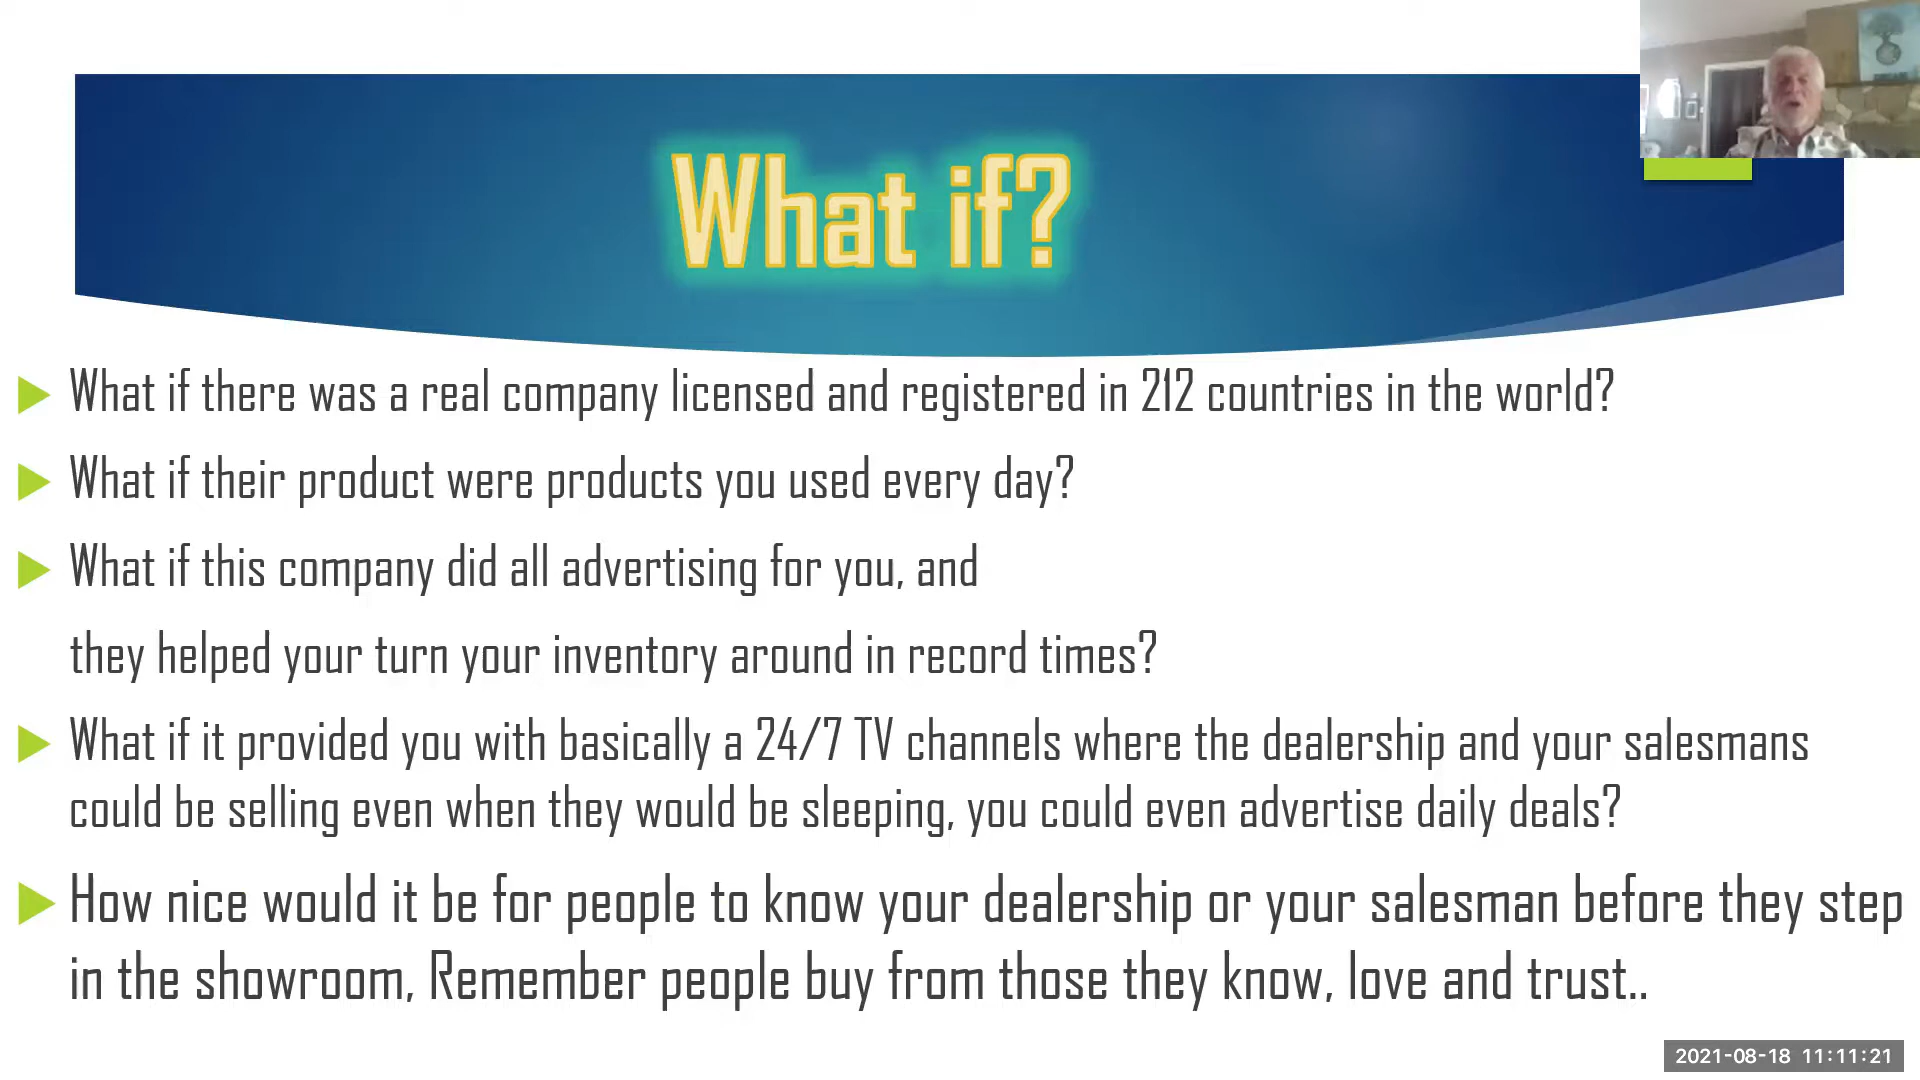 What if?
What if there was a real company licensed and registered in 212 countries in the world?
What if their product were products you used every day?
What if this company did all advertising for you, and
they helped your turn your inventory around in record times?
What if it provided you with basically a 24/7 TV channels where the dealership and your salesmans
could be selling even when they would be sleeping, you could even advertise daily deals?
How nice would it be for people to know your dealership or your salesman before they step
in the showroom, Remember people buy from those they know, love and trust..
2021-08-18 11:11:21